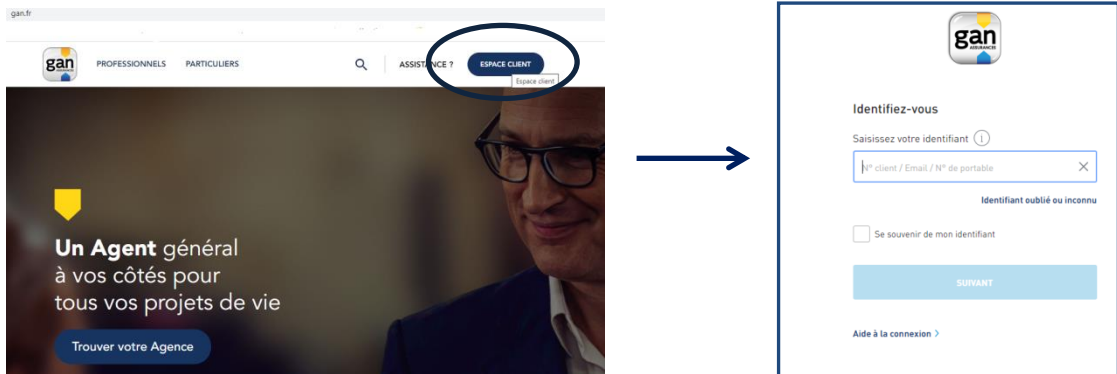 gan.fr
gan
ASSURANCES
PROFESSIONNELS PARTICULIERS ASSISTANCE ? ESPACE CLIENT
Espace client
Un Agent général
à vos côtés pour
tous vos projets de vie
Trouver votre Agence
gan
ASSURANCES
Identifiez-vous
Saisissez votre identifiant
N° client / Email / N° de portable
Identifiant oublié ou inconnu
Se souvenir de mon identifiant
SUIVANT
Aide à la connexion >